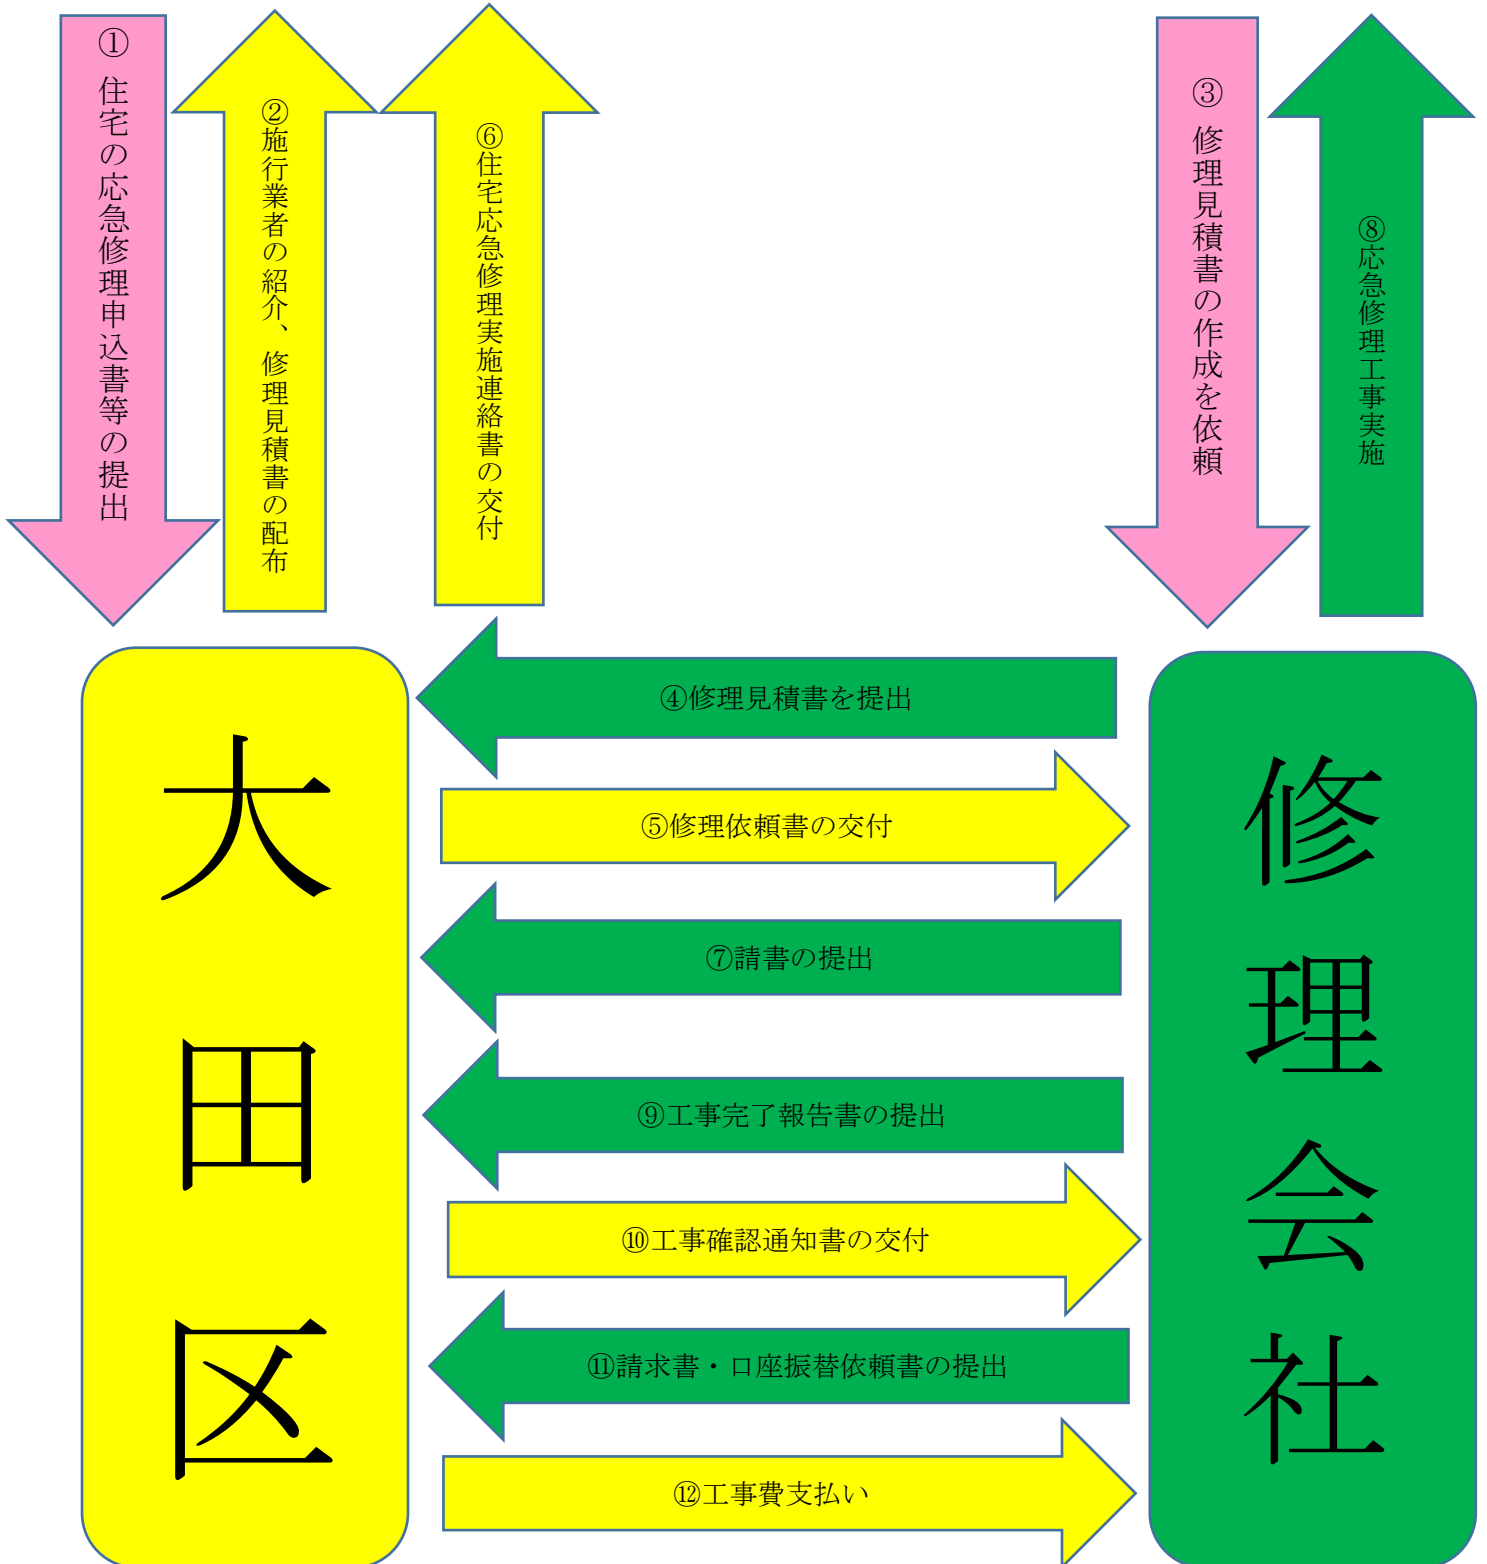 ① 住宅の応急修理申込書等の提出
②施行業者の紹介、修理見積書の配布
⑥住宅応急修理実施連絡書の交付
③ 修理見積書の作成を依頼
⑧応急修理工事実施
④修理見積書を提出
⑤修理依頼書の交付
⑦請書の提出
⑨工事完了報告書の提出
⑩工事確認通知書の交付
⑪請求書・口座振替依頼書の提出
⑫工事費支払い
大田区
修理会社